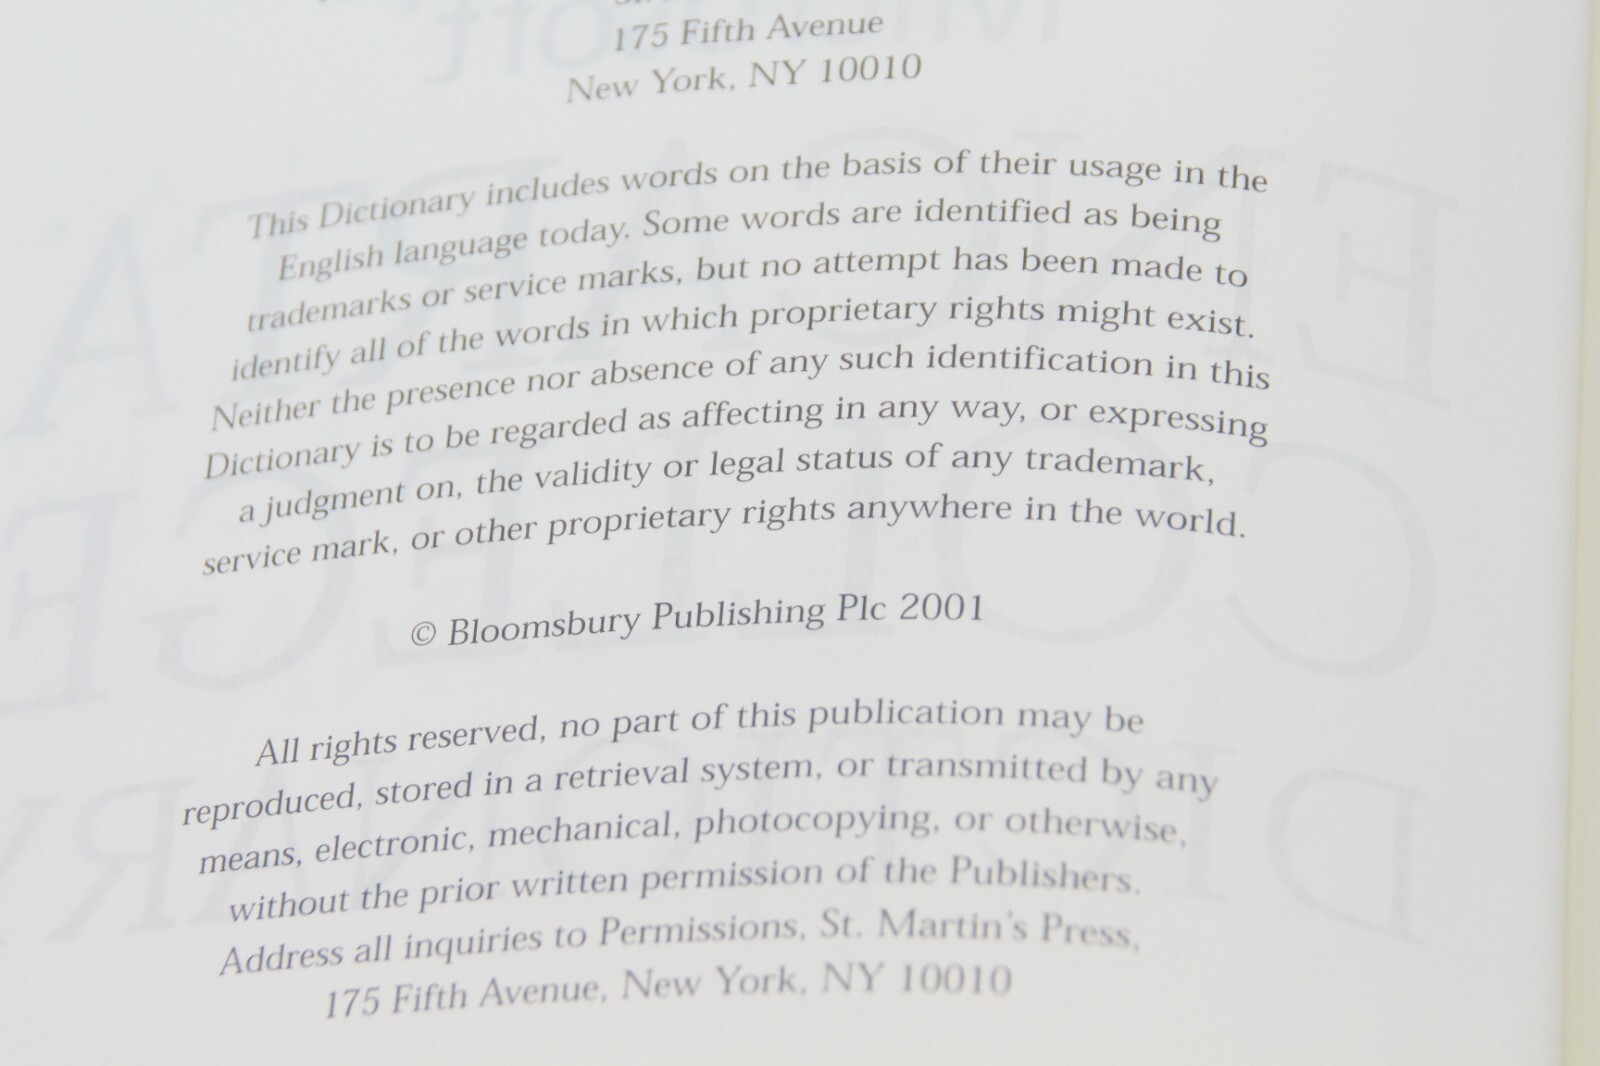 175 Fifth Avenue
New York, NY 10010
This Dictionary includes words on the basis of their usage in the
English language today. Some words are identified as being
trademarks or service marks, but no attempt has been made to
identify all of the words in which proprietary rights might exist.
Neither the presence nor absence of any such identification in this
Dictionary is to be regarded as affecting in any way, or expressing
a judgment on, the validity or legal status of any trademark,
service mark, or other proprietary rights anywhere in the world.
© Bloomsbury Publishing Plc 2001
All rights reserved, no part of this publication may be
reproduced, stored in a retrieval system, or transmitted by any
means, electronic, mechanical, photocopying, or otherwise,
without the prior written permission of the Publishers.
Address all inquiries to Permissions, St. Martin's Press,
175 Fifth Avenue, New York, NY 10010